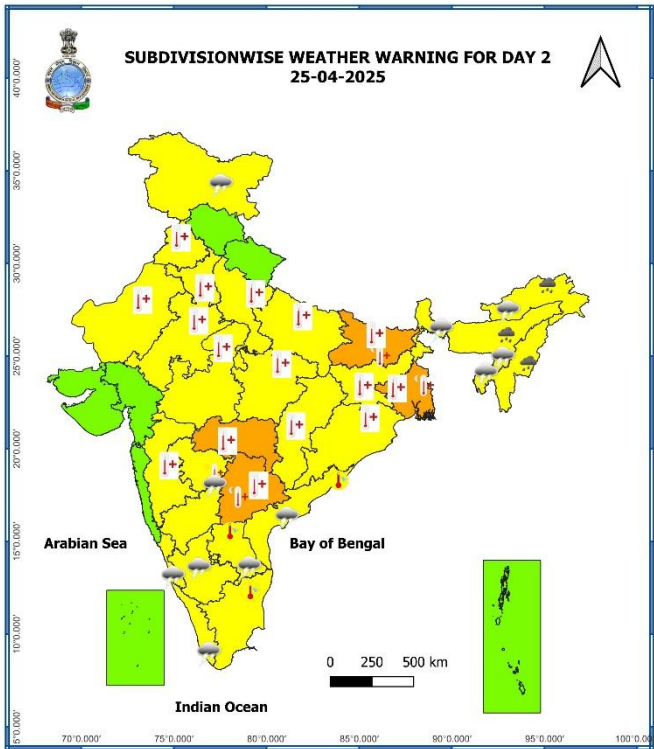 SUBDIVISIONWISE WEATHER WARNING FOR DAY 2
25-04-2025
40°0.000'
35°0.000'
30°0.000'
25°0.000'
20°0.000'
15°0.000'
10°0.000'
5°0.000'
Arabian Sea
Bay of Bengal
0 250 500 km
Indian Ocean
70°0.000' 75°0.000' 80°0.000' 85°0.000' 90°0.000' 95°0.000'